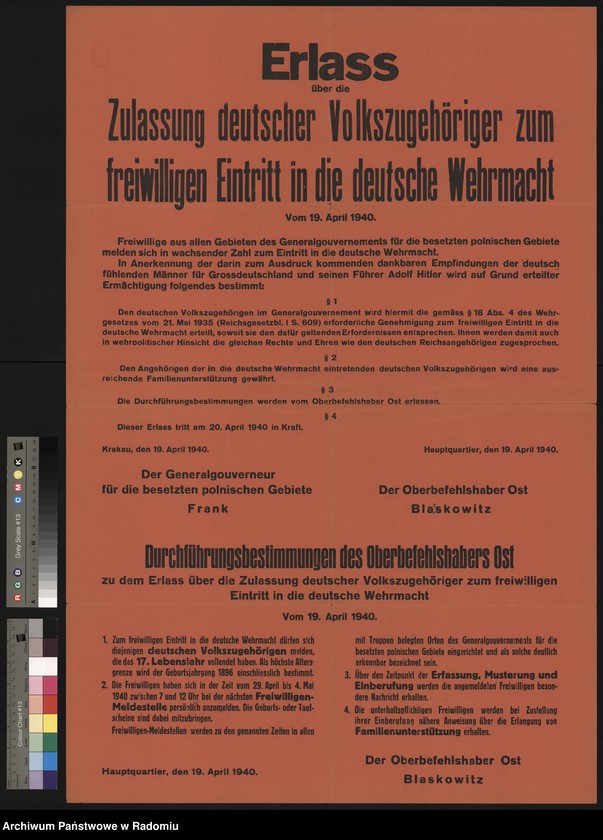 Erlass
über die
Zulassung deutscher Volkszugehöriger zum
freiwilligen Eintritt in die deutsche Wehrmacht
Vom 19. April 1940.
Freiwillige aus allen Gebieten des Generalgouvernements für die besetzten polnischen Gebiete
melden sich in wachsender Zahl zum Eintritt in die deutsche Wehrmacht.
In Anerkennung der darin zum Ausdruck kommenden dankbaren Empfindungen der deutsch
fühlenden Männer für Grossdeutschland und seinen Führer Adolf Hitler wird auf Grund erteilter
Ermächtigung folgendes bestimmt:
§ 1
Den deutschen Volkszugehörigen im Generalgouvernement wird hiermit die gemäss § 18 Abs. 4 des Wehr-
gesetzes vom 21. Mai 1935 (Reichsgesetzbl. I S. 609) erforderliche Genehmigung zum freiwilligen Eintritt in die
deutsche Wehrmacht erteilt, soweit sie den dafür geltenden Erfordernissen entsprechen. Ihnen werden damit auch
in wehrpolitischer Hinsicht die gleichen Rechte und Ehren wie den deutschen Reichsangehörigen zugesprochen.
§ 2
Den Angehörigen der in die deutsche Wehrmacht eintretenden deutschen Volkszugehörigen wird eine aus-
reichende Familienunterstützung gewährt.
§ 3
Die Durchführungsbestimmungen werden vom Oberbefehlshaber Ost erlassen.
§ 4
Dieser Erlass tritt am 20. April 1940 in Kraft.
Krakau, den 19. April 1940.
Der Generalgouverneur
für die besetzten polnischen Gebiete
Frank
Hauptquartier, den 19. April 1940.
Der Oberbefehlshaber Ost
Blaskowitz
Durchführungsbestimmungen des Oberbefehlshabers Ost
zu dem Erlass über die Zulassung deutscher Volkszugehöriger zum freiwilligen
Eintritt in die deutsche Wehrmacht
Vom 19. April 1940.
1. Zum freiwilligen Eintritt in die deutsche Wehrmacht dürfen sich
diejenigen deutschen Volkszugehörigen melden,
die das 17. Lebensjahr vollendet haben. Als höchste Alters-
grenze wird der Geburtsjahrgang 1896 einschliesslich bestimmt.
2. Die Freiwilligen haben sich in der Zeit vom 29. April bis 4. Mai
1940 zwischen 7 und 12 Uhr bei der nächsten Freiwilligen-
Meldestelle persönlich anzumelden. Die Geburts- oder Tauf-
scheine sind dabei mitzubringen.
Freiwilligen-Meldestellen werden zu den genannten Zeiten in allen
mit Truppen belegten Orten des Generalgouvernements für die
besetzten polnischen Gebiete eingerichtet und als solche deutlich
erkennbar bezeichnet sein.
3. Über den Zeitpunkt der Erfassung, Musterung und
Einberufung werden die angemeldeten Freiwilligen beson-
dere Nachricht erhalten.
4. Die unterhaltspflichtigen Freiwilligen werden bei Zustellung
ihrer Einberufung nähere Anweisung über die Erlangung von
Familienunterstützung erhalten.
Hauptquartier, den 19. April 1940.
Der Oberbefehlshaber Ost
Blaskowitz
R G B Grey Scale #13 C M Y K
Colour Chart #13
Archiwum Państwowe w Radomiu